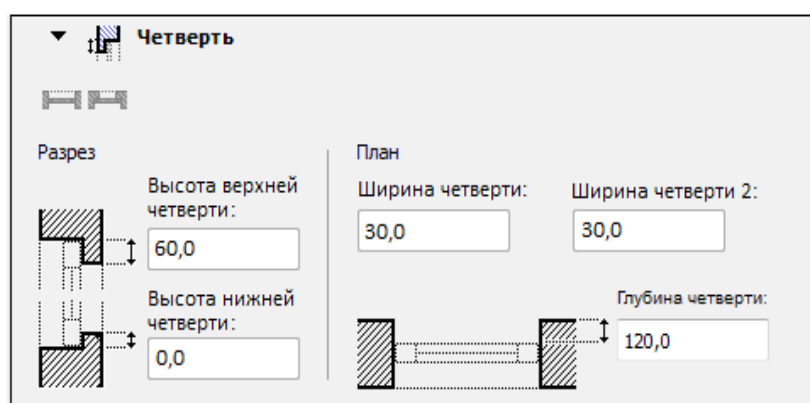 Четверть
Разрез
План
Высота верхней
четверти:
60,0
Высота нижней
четверти:
0,0
Ширина четверти:
30,0
Ширина четверти 2:
30,0
Глубина четверти:
120,0